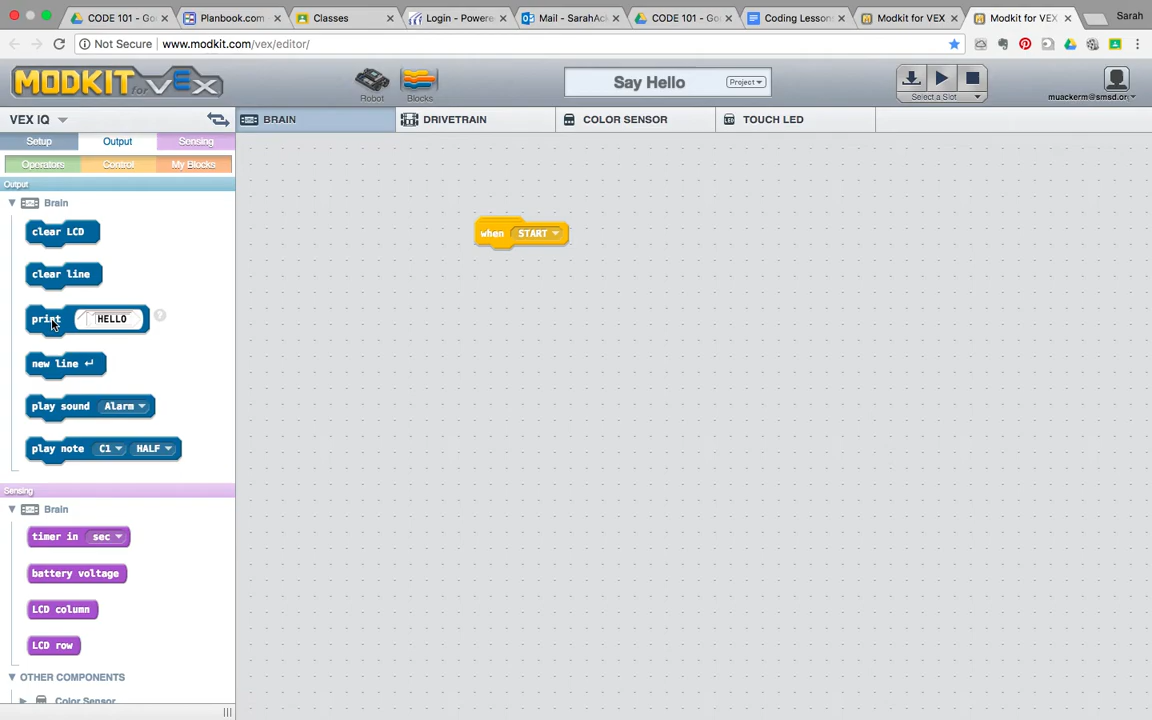 CODE 101 - Go
Planbook.com
Classes
Login - Powere
Mail - SarahAc
CODE 101 - Go
Coding Lesson
Modkit for VEX
Modkit for VEX
Sarah
Not Secure
www.modkit.com/vex/editor/
MODKIT for VEX
Robot
Blocks
Say Hello
Project
Select a Slot
muackerm@smsd.or
VEX IQ
BRAIN
DRIVETRAIN
COLOR SENSOR
TOUCH LED
Setup
Output
Sensing
Operators
Control
My Blocks
Output
Brain
clear LCD
when START
clear line
print HELLO ?
new line ↵
play sound Alarm
play note C1 HALF
Sensing
Brain
timer in sec
battery voltage
LCD column
LCD row
OTHER COMPONENTS
Color Sensor